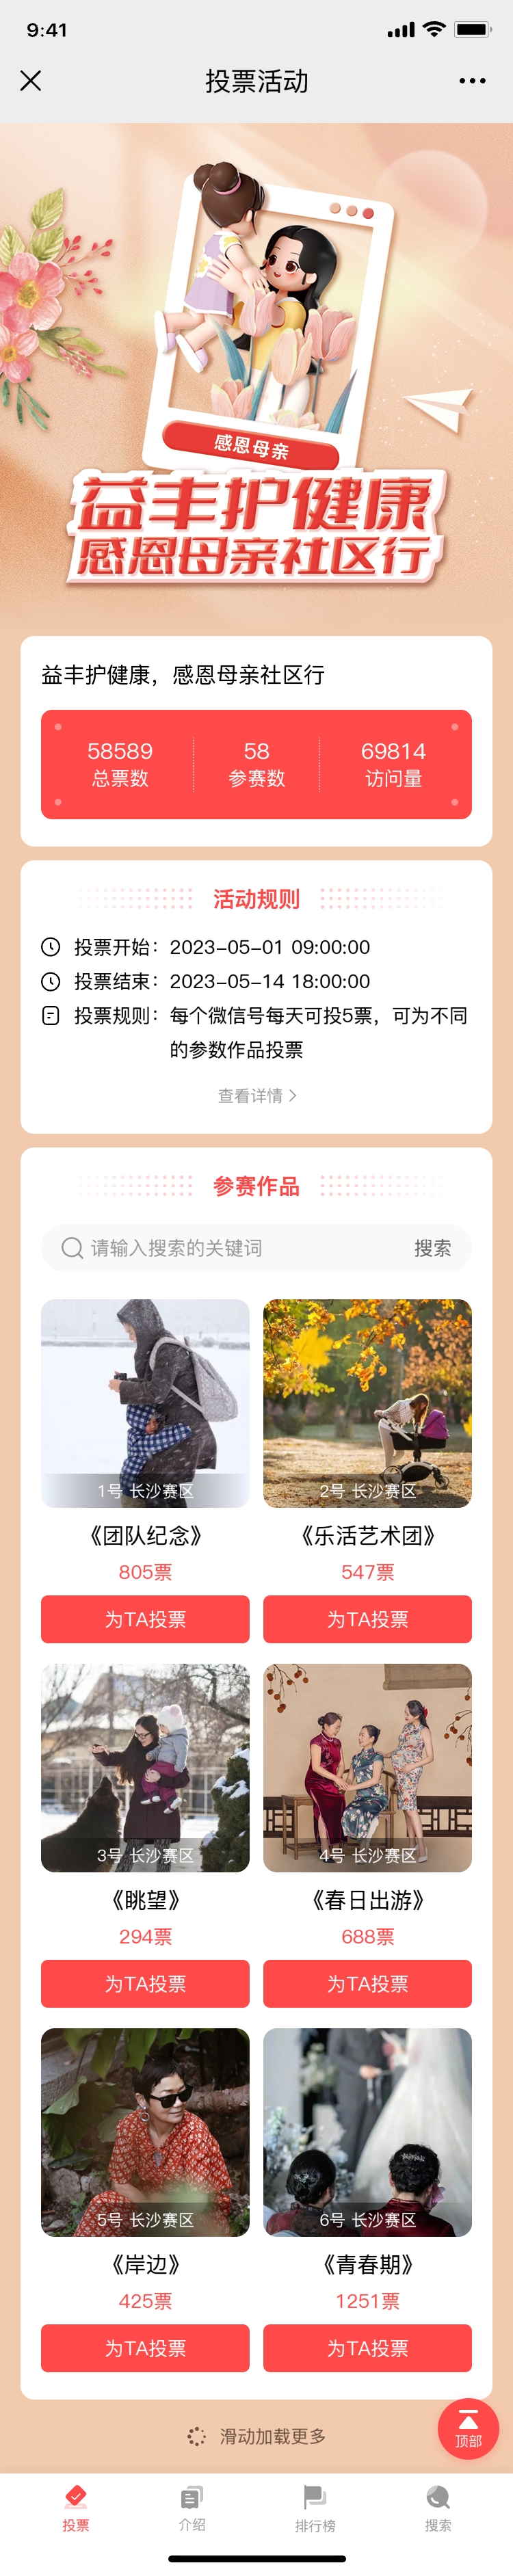 9:41
投票活动
感恩母亲
益丰护健康
感恩母亲社区行
益丰护健康，感恩母亲社区行
58589 58 69814
总票数 参赛数 访问量
活动规则
投票开始：2023-05-01 09:00:00
投票结束：2023-05-14 18:00:00
投票规则：每个微信号每天可投5票，可为不同
的参数作品投票
查看详情
参赛作品
请输入搜索的关键词 搜索
1号 长沙赛区 2号 长沙赛区
《团队纪念》 《乐活艺术团》
805票 547票
为TA投票 为TA投票
3号 长沙赛区 4号 长沙赛区
《眺望》 《春日出游》
294票 688票
为TA投票 为TA投票
5号 长沙赛区 6号 长沙赛区
《岸边》 《青春期》
425票 1251票
为TA投票 为TA投票
滑动加载更多
顶部
投票 介绍 排行榜 搜索